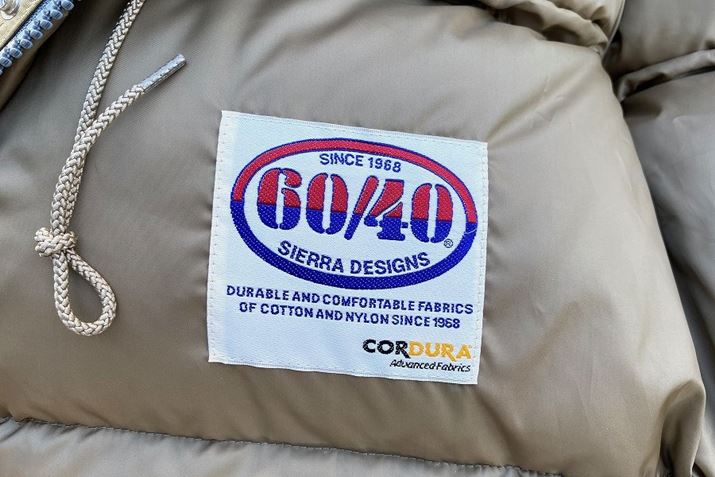 SINCE 1968
60/40®
SIERRA DESIGNS
DURABLE AND COMFORTABLE FABRICS
OF COTTON AND NYLON SINCE 1968
CORDURA
Advanced Fabrics